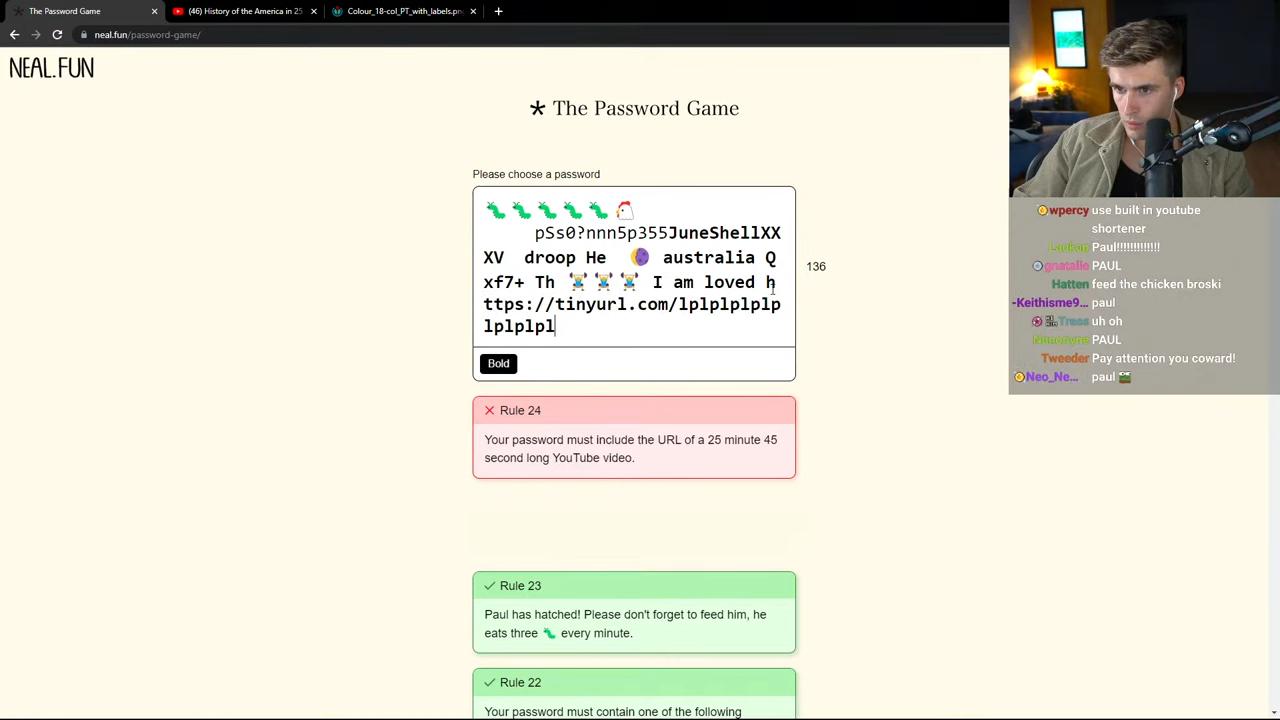 The Password Game
(46) History of the America in 25
Colour_18-col_PT_with_labels.pn
neal.fun/password-game/
NEAL.FUN
* The Password Game
Please choose a password
🐛🐛🐛🐛🐛🐔
pSs0?nnn5p355JuneShellXX
XV droop He 🌘 australia Q
xf7+ Th 🏋️🏋️🏋️ I am loved h
ttps://tinyurl.com/lplplplplp
lplplpl
136
Bold
Rule 24
Your password must include the URL of a 25 minute 45
second long YouTube video.
Rule 23
Paul has hatched! Please don't forget to feed him, he
eats three 🐛 every minute.
Rule 22
Your password must contain one of the following
wpercy use built in youtube
shortener
Paul!!!!!!!!!!!!!
gnatalie PAUL
Hatten feed the chicken broski
-Keithisme9... paul
uh oh
PAUL
Tweeder Pay attention you coward!
Neo_Ne... paul